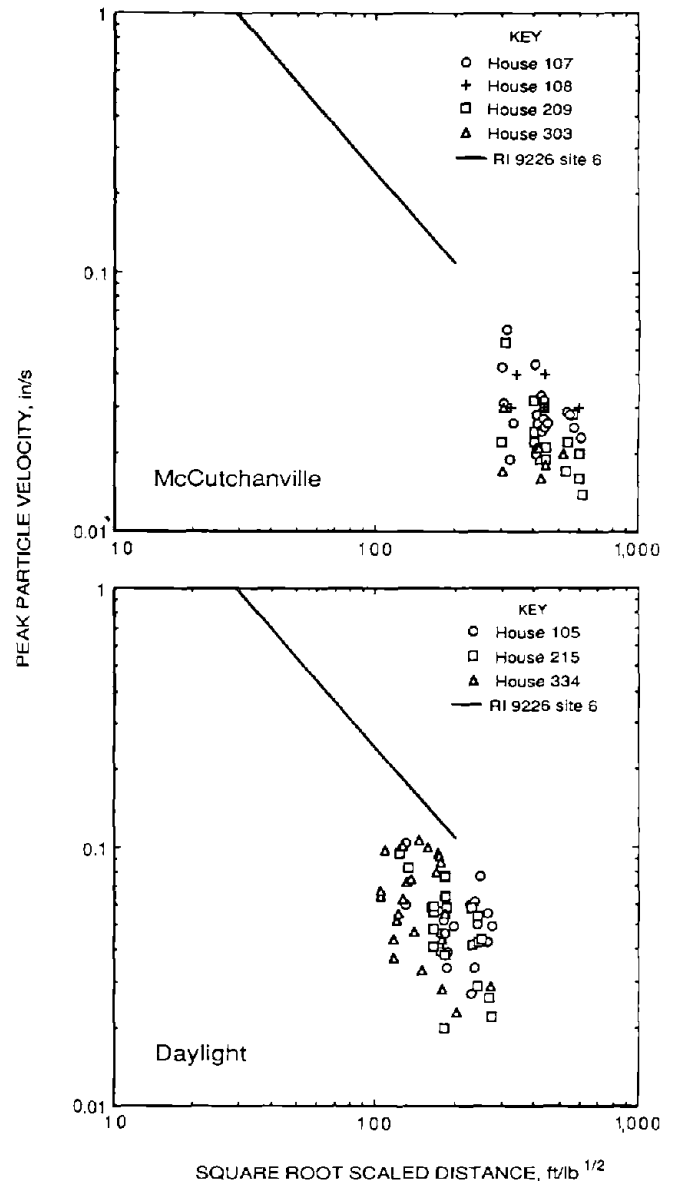 PEAK PARTICLE VELOCITY, in/s
1
0.1
0.01
10
100
1,000
KEY
House 107
House 108
House 209
House 303
RI 9226 site 6
McCutchanville
1
0.1
0.01
10
100
1,000
KEY
House 105
House 215
House 334
RI 9226 site 6
Daylight
SQUARE ROOT SCALED DISTANCE, ft/lb 1/2